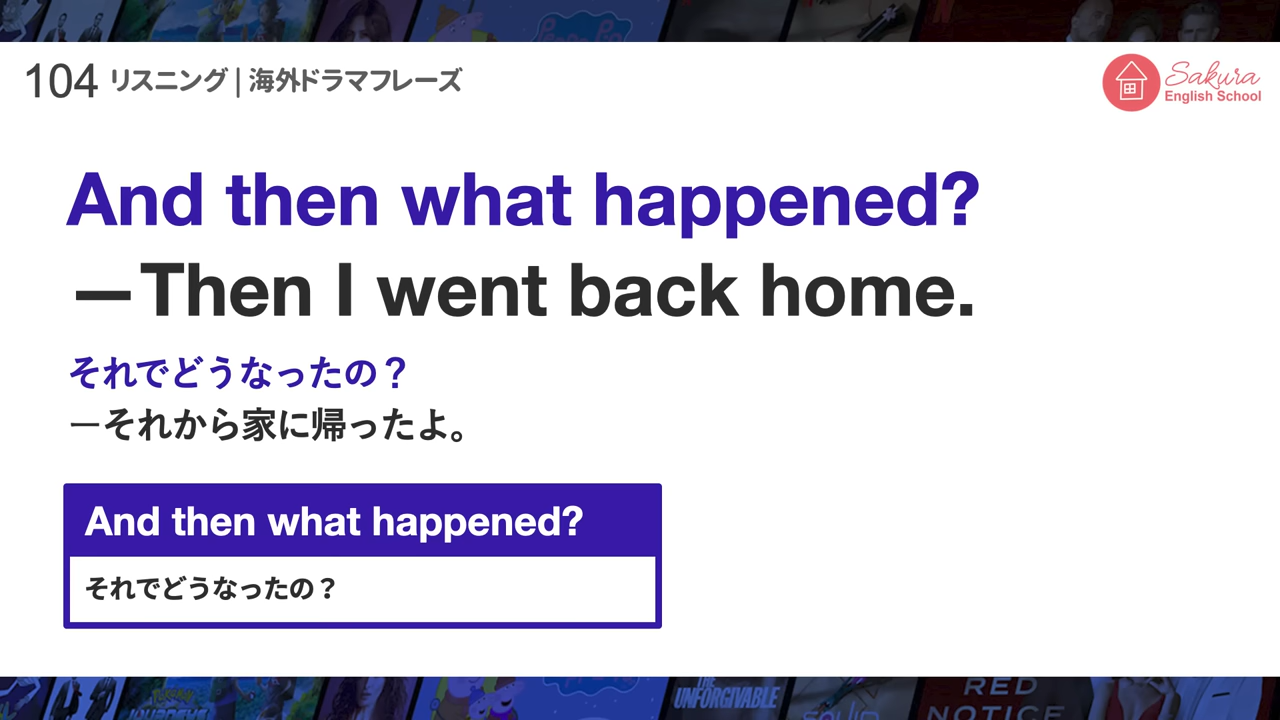 104 リスニング | 海外ドラマフレーズ
Sakura
English School
And then what happened?
—Then I went back home.
それでどうなったの？
ーそれから家に帰ったよ。
And then what happened?
それでどうなったの？
THE
UNFORGIVABLE
RED
NOTICE